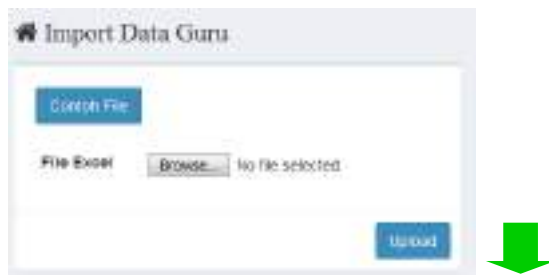 Import Data Guru
Contoh File
File Excel Browse... No file selected.
Upload